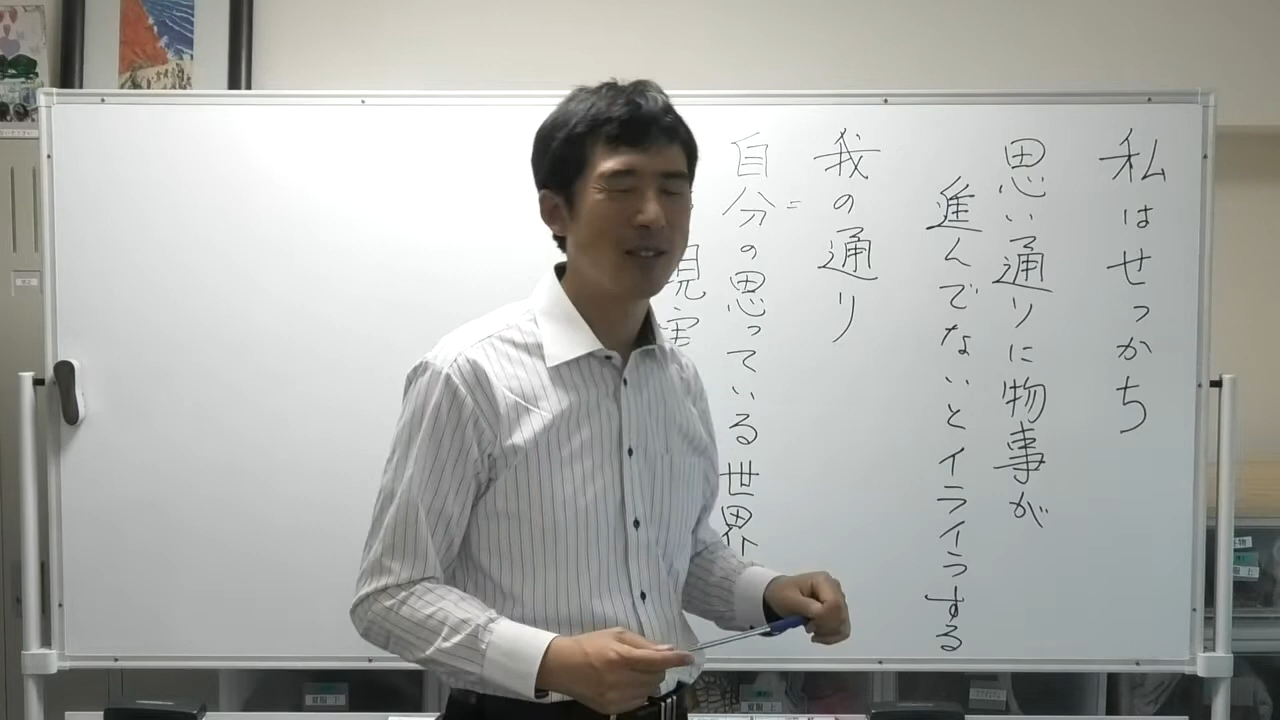 私はせっかち
思い通りに物事が
進んでないとイライラする
我の通り
=
自分の思っている世界
現実